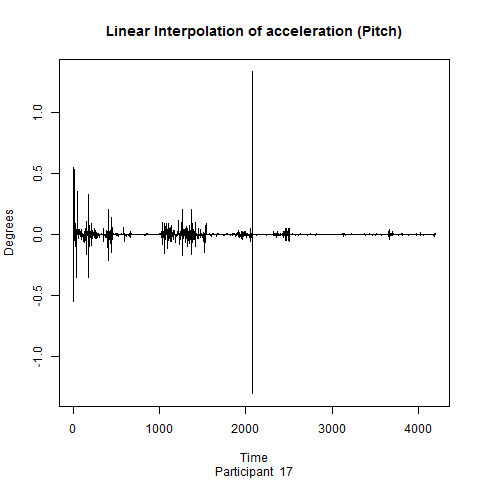 Linear Interpolation of acceleration (Pitch)
1.0
0.5
0.0
-0.5
-1.0
Degrees
0 1000 2000 3000 4000
Time
Participant 17